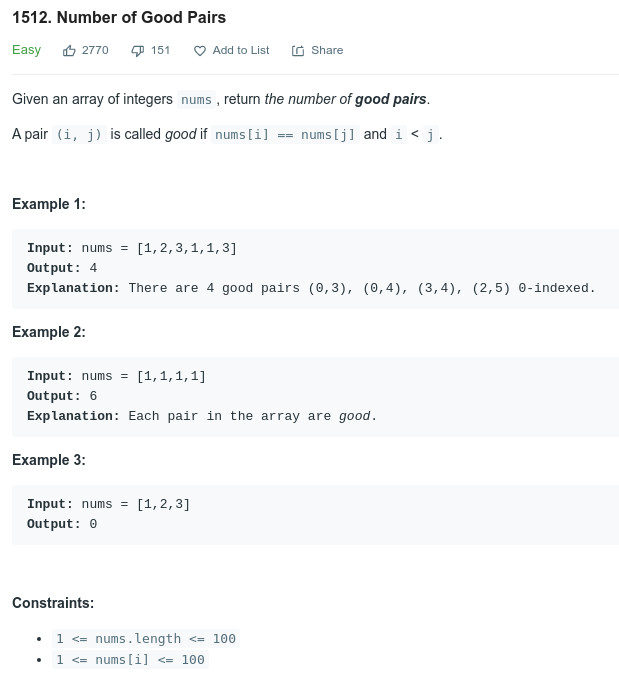 1512. Number of Good Pairs
Easy 2770 151 Add to List Share
Given an array of integers nums , return the number of good pairs.
A pair (i, j) is called good if nums[i] == nums[j] and i < j .
Example 1:
Input: nums = [1,2,3,1,1,3]
Output: 4
Explanation: There are 4 good pairs (0,3), (0,4), (3,4), (2,5) 0-indexed.
Example 2:
Input: nums = [1,1,1,1]
Output: 6
Explanation: Each pair in the array are good.
Example 3:
Input: nums = [1,2,3]
Output: 0
Constraints:
• 1 <= nums.length <= 100
• 1 <= nums[i] <= 100